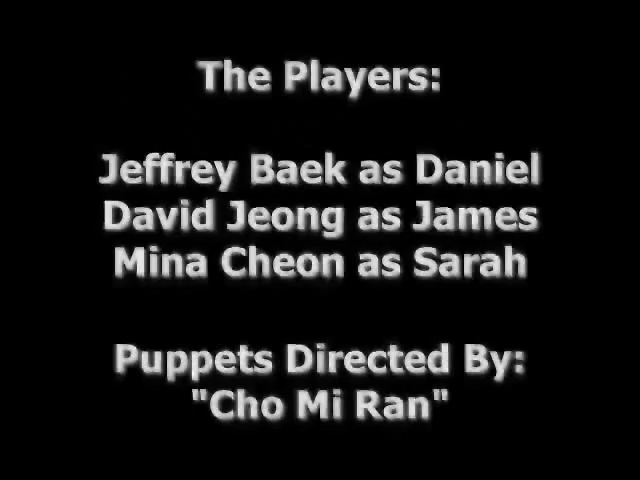 The Players:
Jeffrey Baek as Daniel
David Jeong as James
Mina Cheon as Sarah
Puppets Directed By:
"Cho Mi Ran"